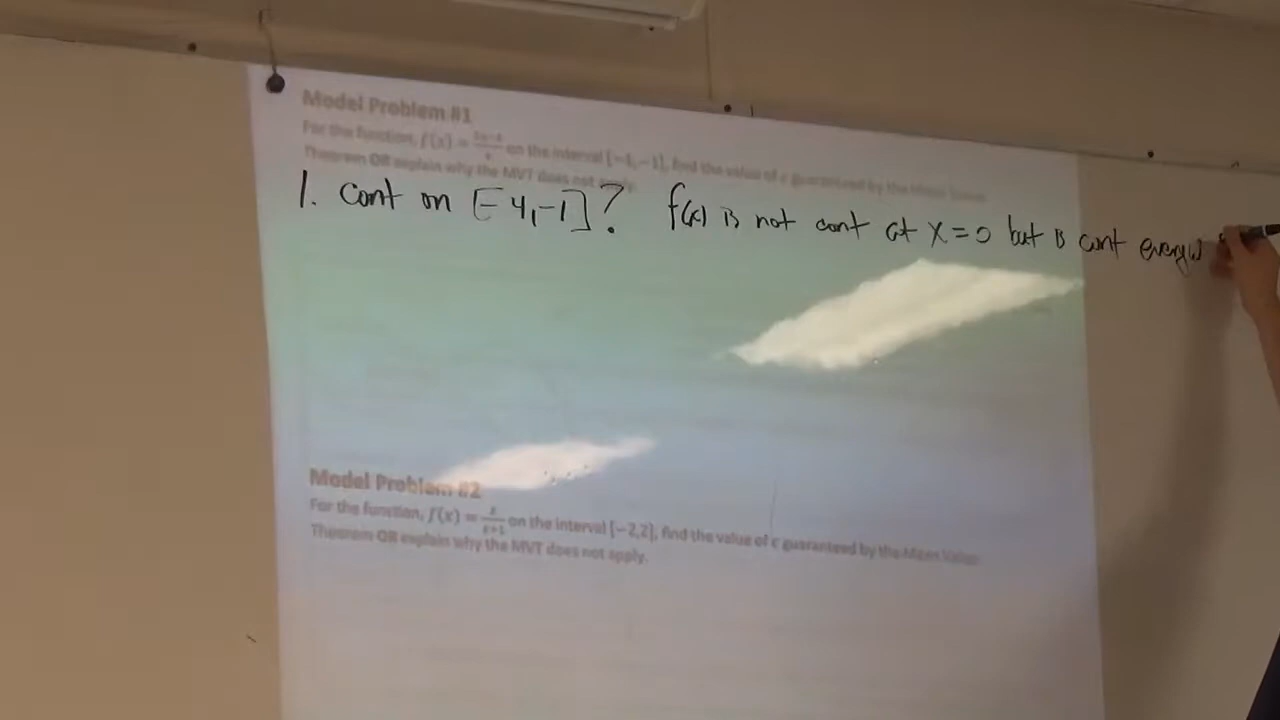 Model Problem #1
For the function, f(x) = on the interval [-4, -1], find the value of c guaranteed by the Mean Value
Theorem OR explain why the MVT does not apply.
1. cont on [-4,-1]? f(x) is not cont at x=0 but is cont everyw
Model Problem #2
For the function, f(x) = x/x+1 on the interval [-2,2], find the value of c guaranteed by the Mean Value
Theorem OR explain why the MVT does not apply.